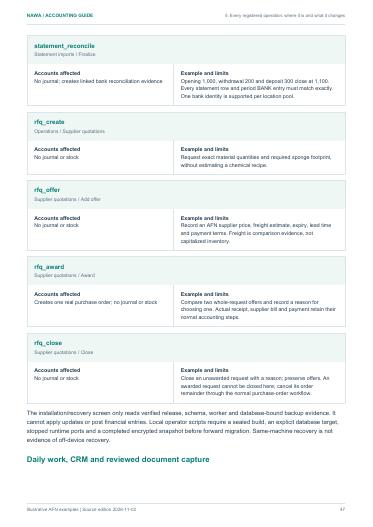 NAWA / ACCOUNTING GUIDE
5. Every registered operation: where it is and what it changes
statement_reconcile
Statement imports / Finalize
Accounts affected
No journal; creates linked bank reconciliation evidence
Example and limits
Opening 1,000, withdrawal 200 and deposit 300 close at 1,100.
Every statement row and period BANK entry must match exactly.
One bank identity is supported per location pool.
rfq_create
Operations / Supplier quotations
Accounts affected
No journal or stock
Example and limits
Request exact material quantities and required sponge footprint,
without estimating a chemical recipe.
rfq_offer
Supplier quotations / Add offer
Accounts affected
No journal or stock
Example and limits
Record an AFN supplier price, freight estimate, expiry, lead time
and payment terms. Freight is comparison evidence, not
capitalized inventory.
rfq_award
Supplier quotations / Award
Accounts affected
Creates one real purchase order; no journal or stock
Example and limits
Compare two whole-request offers and record a reason for
choosing one. Actual receipt, supplier bill and payment retain their
normal accounting steps.
rfq_close
Supplier quotations / Close
Accounts affected
No journal or stock
Example and limits
Close an unawarded request with a reason; preserve offers. An
awarded request cannot be closed here; cancel its order
remainder through the normal purchase-order workflow.
The installation/recovery screen only reads verified release, schema, worker and database-bound backup evidence. It
cannot apply updates or post financial entries. Local operator scripts require a sealed build, an explicit database target,
stopped runtime ports and a completed encrypted snapshot before forward migration. Same-machine recovery is not
evidence of off-device recovery.
Daily work, CRM and reviewed document capture
Illustrative AFN examples | Source edition 2026-11-03
47